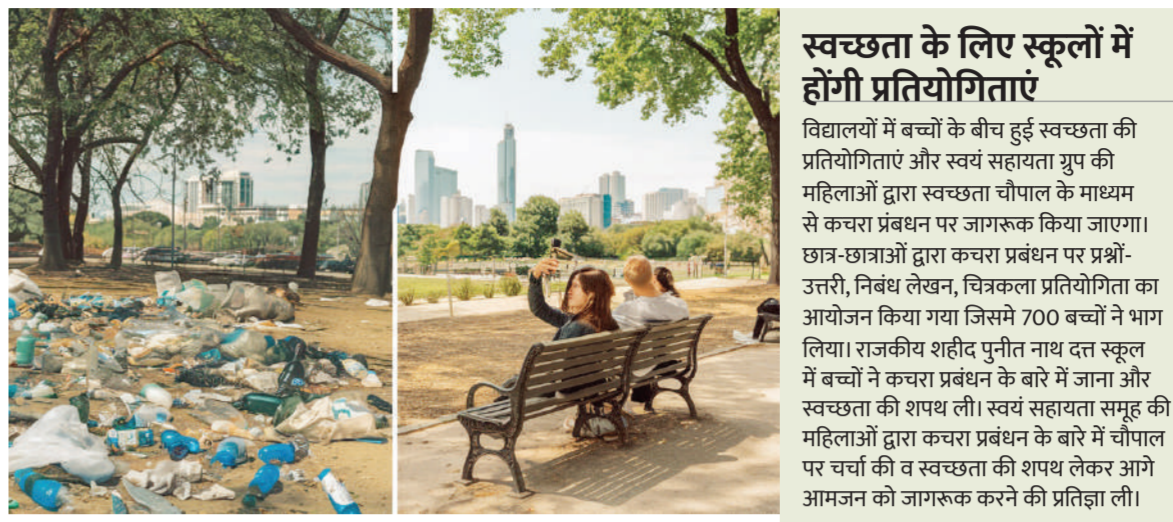 स्वच्छता के लिए स्कूलों में
होंगी प्रतियोगिताएं
विद्यालयों में बच्चों के बीच हुई स्वच्छता की
प्रतियोगिताएं और स्वयं सहायता ग्रुप की
महिलाओं द्वारा स्वच्छता चौपाल के माध्यम
से कचरा प्रंबधन पर जागरूक किया जाएगा।
छात्र-छात्राओं द्वारा कचरा प्रबंधन पर प्रश्नों-
उत्तरी, निबंध लेखन, चित्रकला प्रतियोगिता का
आयोजन किया गया जिसमे 700 बच्चों ने भाग
लिया। राजकीय शहीद पुनीत नाथ दत्त स्कूल
में बच्चों ने कचरा प्रबंधन के बारे में जाना और
स्वच्छता की शपथ ली। स्वयं सहायता समूह की
महिलाओं द्वारा कचरा प्रबंधन के बारे में चौपाल
पर चर्चा की व स्वच्छता की शपथ लेकर आगे
आमजन को जागरूक करने की प्रतिज्ञा ली।